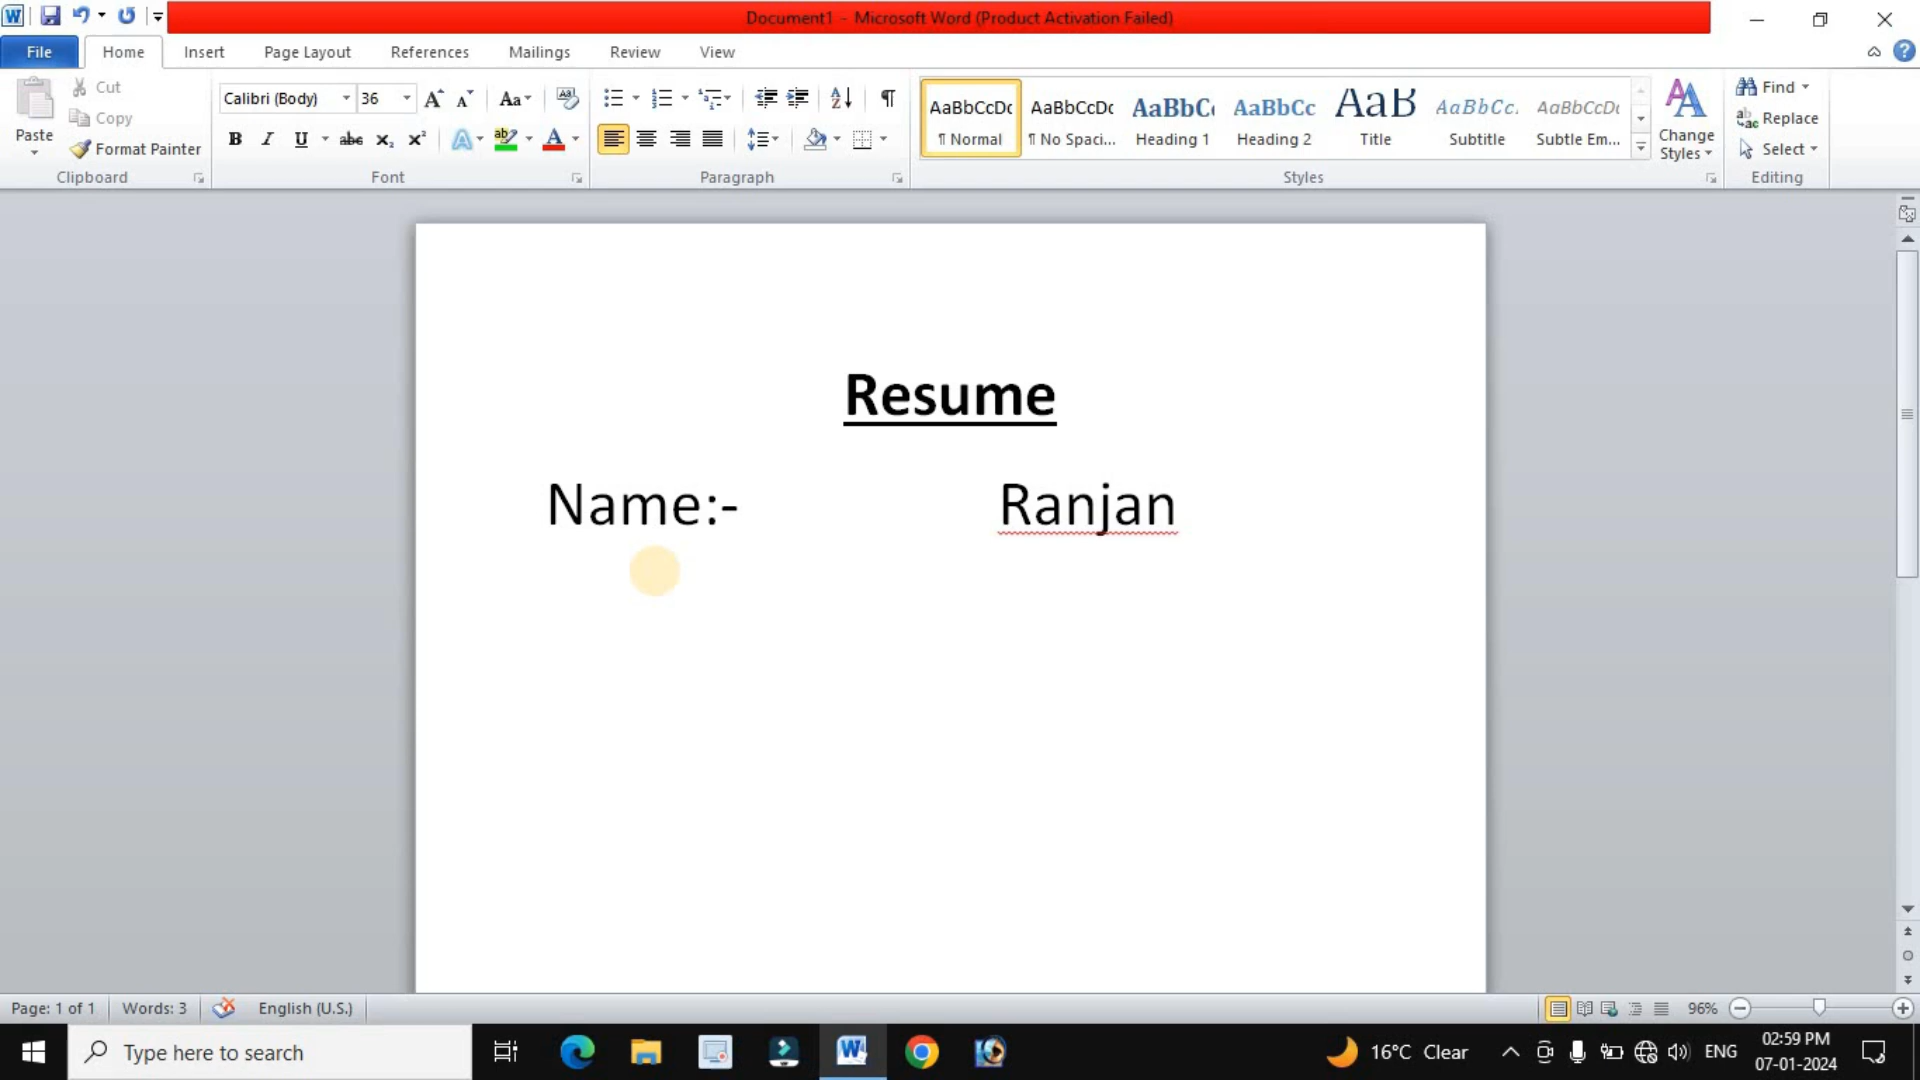 Document1 - Microsoft Word (Product Activation Failed)
File Home Insert Page Layout References Mailings Review View
Paste
Cut
Copy
Format Painter
Clipboard
Calibri (Body) 36
Font
Paragraph
AaBbCcDc AaBbCcDc AaBbC AaBbCc AaB AaBbCc. AaBbCcDc
¶ Normal ¶ No Spaci... Heading 1 Heading 2 Title Subtitle Subtle Em...
Styles
Change
Styles
Find
Replace
Select
Editing
Resume
Name:- Ranjan
Page: 1 of 1 Words: 3 English (U.S.) 96%
Type here to search
16°C Clear ENG
02:59 PM
07-01-2024